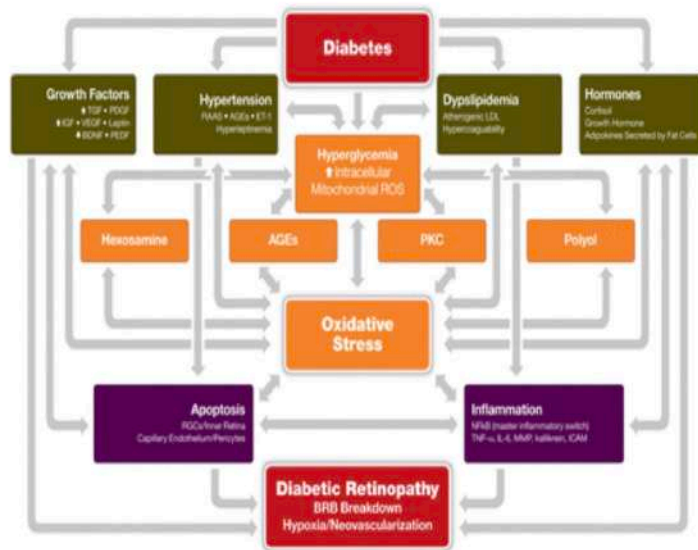 Diabetes
Growth Factors
⬆ TGF • PDGF
⬆ IGF • VEGF • Leptin
⬇ BDNF • PEDF
Hypertension
RAAS • AGEs • ET-1
Hyperleptinemia
Dypslipidemia
Atherogenic LDL
Hypercoaguability
Hormones
Cortisol
Growth Hormone
Adipokines Secreted by Fat Cells
Hyperglycemia
⬆ Intracellular
Mitochondrial ROS
Hexosamine
AGEs
PKC
Polyol
Oxidative
Stress
Apoptosis
RGCs/Inner Retina
Capillary Endothelium/Pericytes
Inflammation
NFkB (master inflammatory switch)
TNF-α, IL-6, MMP, kallikrein, ICAM
Diabetic Retinopathy
BRB Breakdown
Hypoxia/Neovascularization